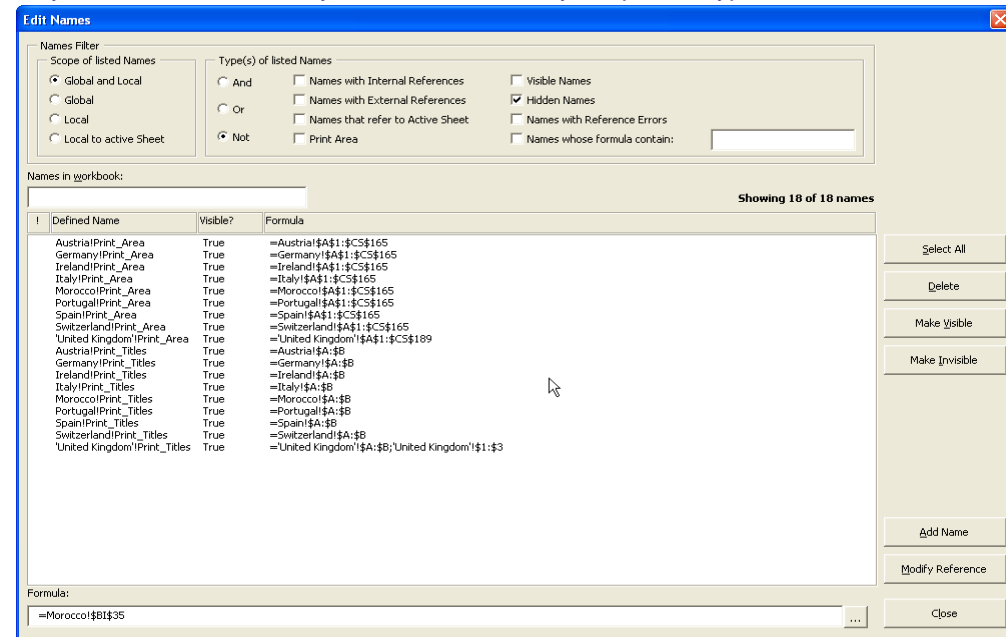 Edit Names
Names Filter
Scope of listed Names
Global and Local
Global
Local
Local to active Sheet
Type(s) of listed Names
And
Or
Not
Names with Internal References
Names with External References
Names that refer to Active Sheet
Print Area
Visible Names
Hidden Names
Names with Reference Errors
Names whose formula contain:
Names in workbook:
Showing 18 of 18 names
! Defined Name Visible? Formula
Austria!Print_Area True =Austria!$A$1:$CS$165
Germany!Print_Area True =Germany!$A$1:$CS$165
Ireland!Print_Area True =Ireland!$A$1:$CS$165
Italy!Print_Area True =Italy!$A$1:$CS$165
Morocco!Print_Area True =Morocco!$A$1:$CS$165
Portugal!Print_Area True =Portugal!$A$1:$CS$165
Spain!Print_Area True =Spain!$A$1:$CS$165
Switzerland!Print_Area True =Switzerland!$A$1:$CS$165
'United Kingdom'!Print_Area True ='United Kingdom'!$A$1:$CS$189
Austria!Print_Titles True =Austria!$A:$B
Germany!Print_Titles True =Germany!$A:$B
Ireland!Print_Titles True =Ireland!$A:$B
Italy!Print_Titles True =Italy!$A:$B
Morocco!Print_Titles True =Morocco!$A:$B
Portugal!Print_Titles True =Portugal!$A:$B
Spain!Print_Titles True =Spain!$A:$B
Switzerland!Print_Titles True =Switzerland!$A:$B
'United Kingdom'!Print_Titles True ='United Kingdom'!$A:$B;'United Kingdom'!$1:$3
Select All
Delete
Make Visible
Make Invisible
Add Name
Modify Reference
Formula:
=Morocco!$BI$35
...
Close